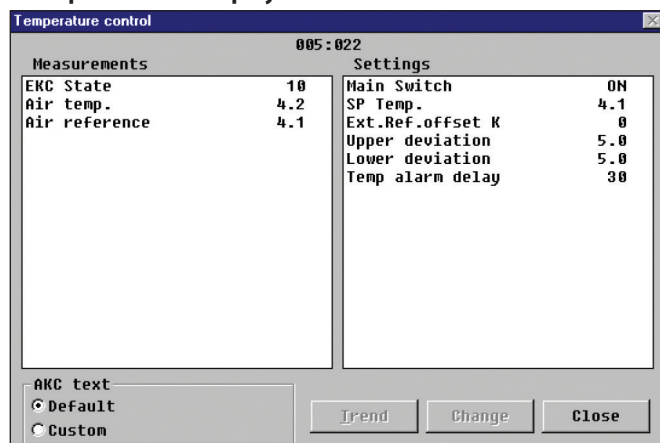 Temperature control
005:022
Measurements
EKC State 10
Air temp. 4.2
Air reference 4.1
Settings
Main Switch ON
SP Temp. 4.1
Ext.Ref.offset K 0
Upper deviation 5.0
Lower deviation 5.0
Temp alarm delay 30
AKC text
Default
Custom
Trend
Change
Close